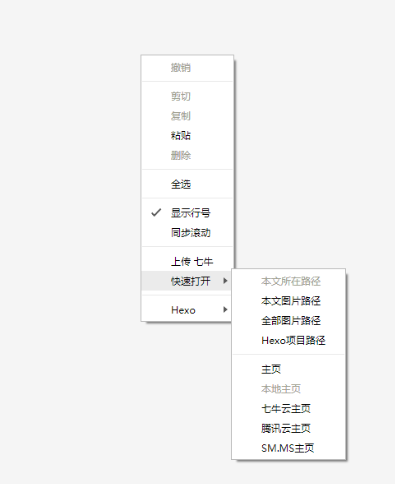 撤销
剪切
复制
粘贴
删除
全选
显示行号
同步滚动
上传 七牛
快速打开
Hexo
本文所在路径
本文图片路径
全部图片路径
Hexo项目路径
主页
本地主页
七牛云主页
腾讯云主页
SM.MS主页